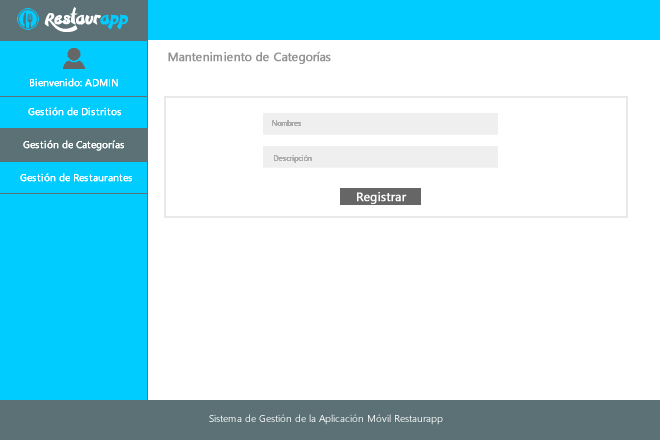 Restaurapp
Bienvenido: ADMIN
Gestión de Distritos
Gestión de Categorías
Gestión de Restaurantes
Mantenimiento de Categorías
Nombres
Descripción
Registrar
Sistema de Gestión de la Aplicación Móvil Restaurapp